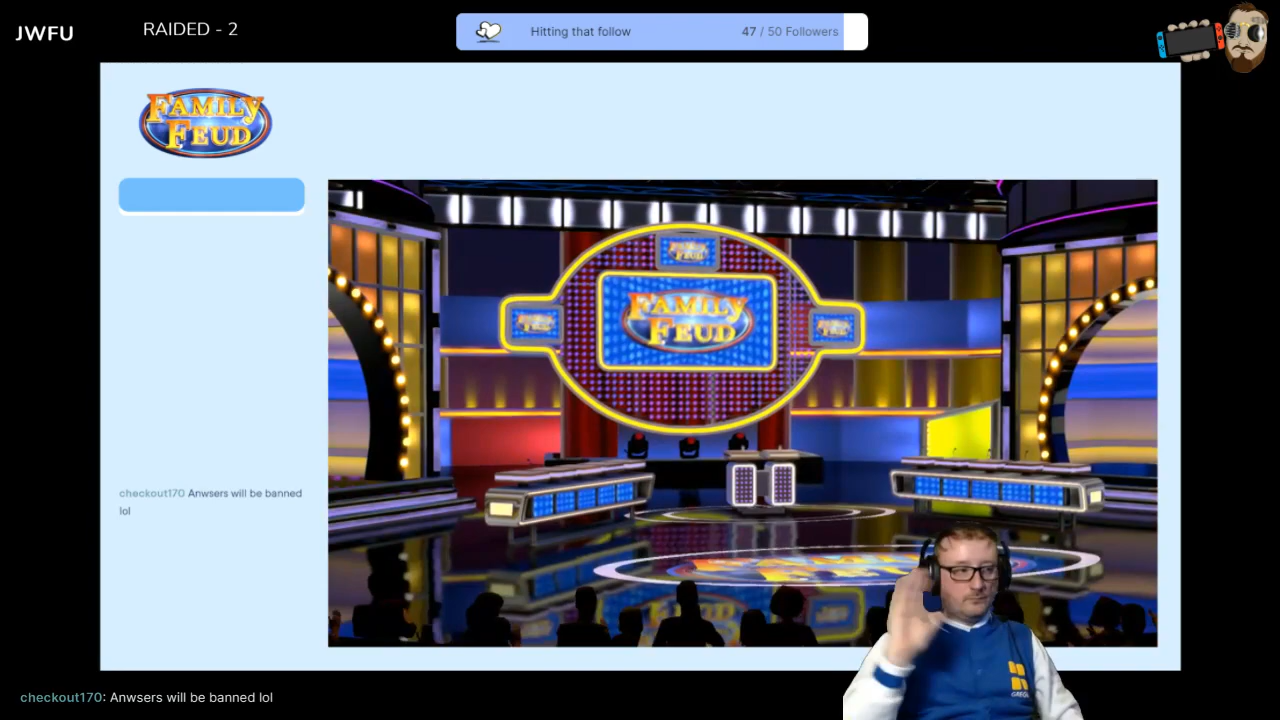 JWFU
RAIDED - 2
Hitting that follow
47 / 50 Followers
FAMILY
FEUD
FAMILY
FEUD
checkout170 Anwsers will be banned
lol
checkout170: Anwsers will be banned lol